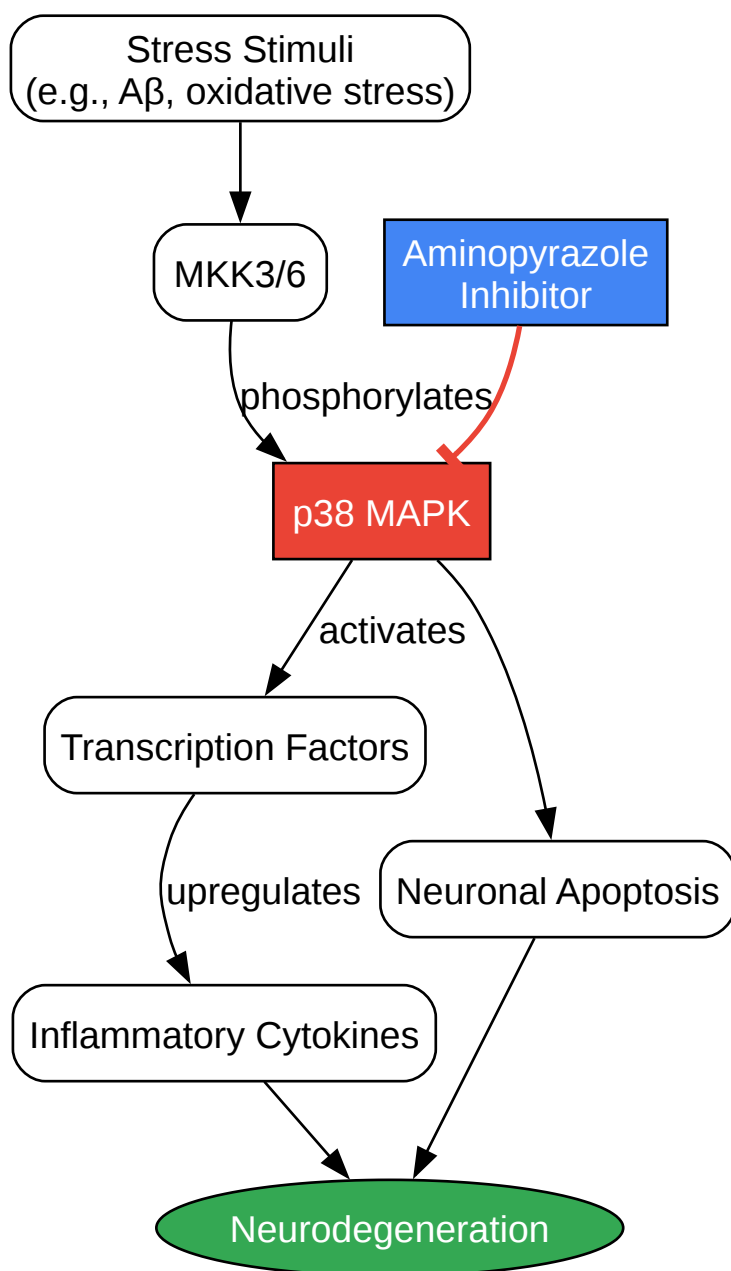 Stress Stimuli
(e.g., Aβ, oxidative stress)
MKK3/6
Aminopyrazole
Inhibitor
phosphorylates
p38 MAPK
activates
Transcription Factors
upregulates
Neuronal Apoptosis
Inflammatory Cytokines
Neurodegeneration